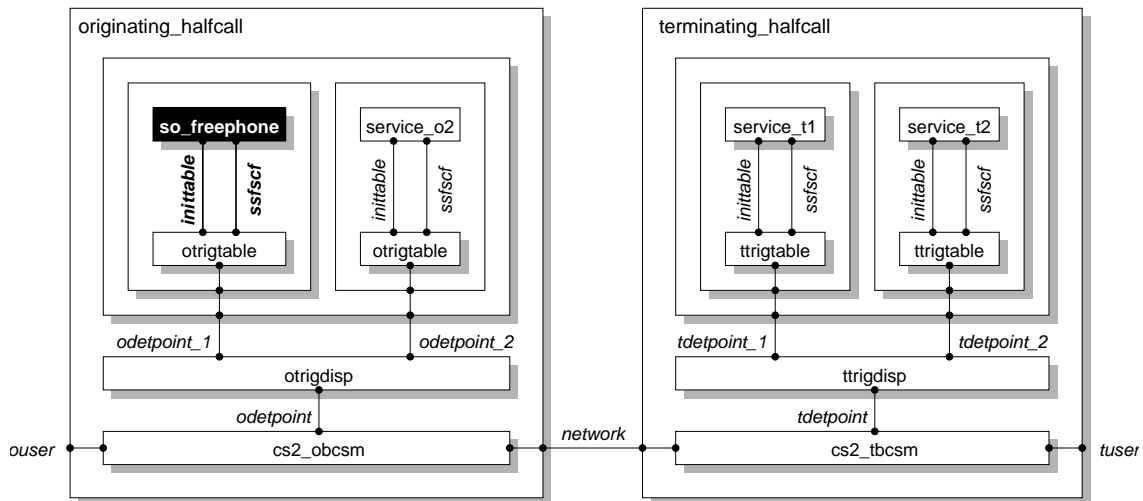 originating_halfcall
terminating_halfcall
so_freephone
service_o2
service_t1
service_t2
inittable
ssfscf
inittable
ssfscf
inittable
ssfscf
inittable
ssfscf
otrigtable
otrigtable
ttrigtable
ttrigtable
odetpoint_1
odetpoint_2
tdetpoint_1
tdetpoint_2
otrigdisp
ttrigdisp
odetpoint
tdetpoint
ouser
cs2_obcsm
network
cs2_tbcsm
tuser